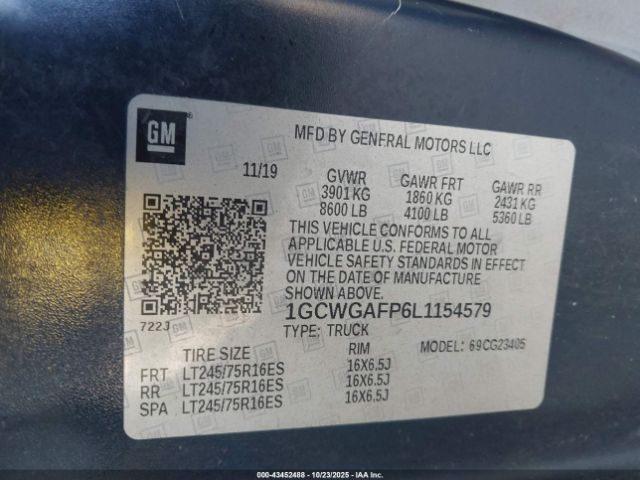 GM
MFD BY GENERAL MOTORS LLC
11/19
GVWR GAWR FRT GAWR RR
3901 KG 1860 KG 2431 KG
8600 LB 4100 LB 5360 LB
THIS VEHICLE CONFORMS TO ALL
APPLICABLE U.S. FEDERAL MOTOR
VEHICLE SAFETY STANDARDS IN EFFECT
ON THE DATE OF MANUFACTURE
SHOWN ABOVE.
722J
1GCWGAFP6L1154579
TYPE: TRUCK
TIRE SIZE RIM MODEL: 69CG23405
FRT LT245/75R16ES 16X6.5J
RR LT245/75R16ES 16X6.5J
SPA LT245/75R16ES 16X6.5J
000-43452488 - 10/23/2025 - IAA, Inc.